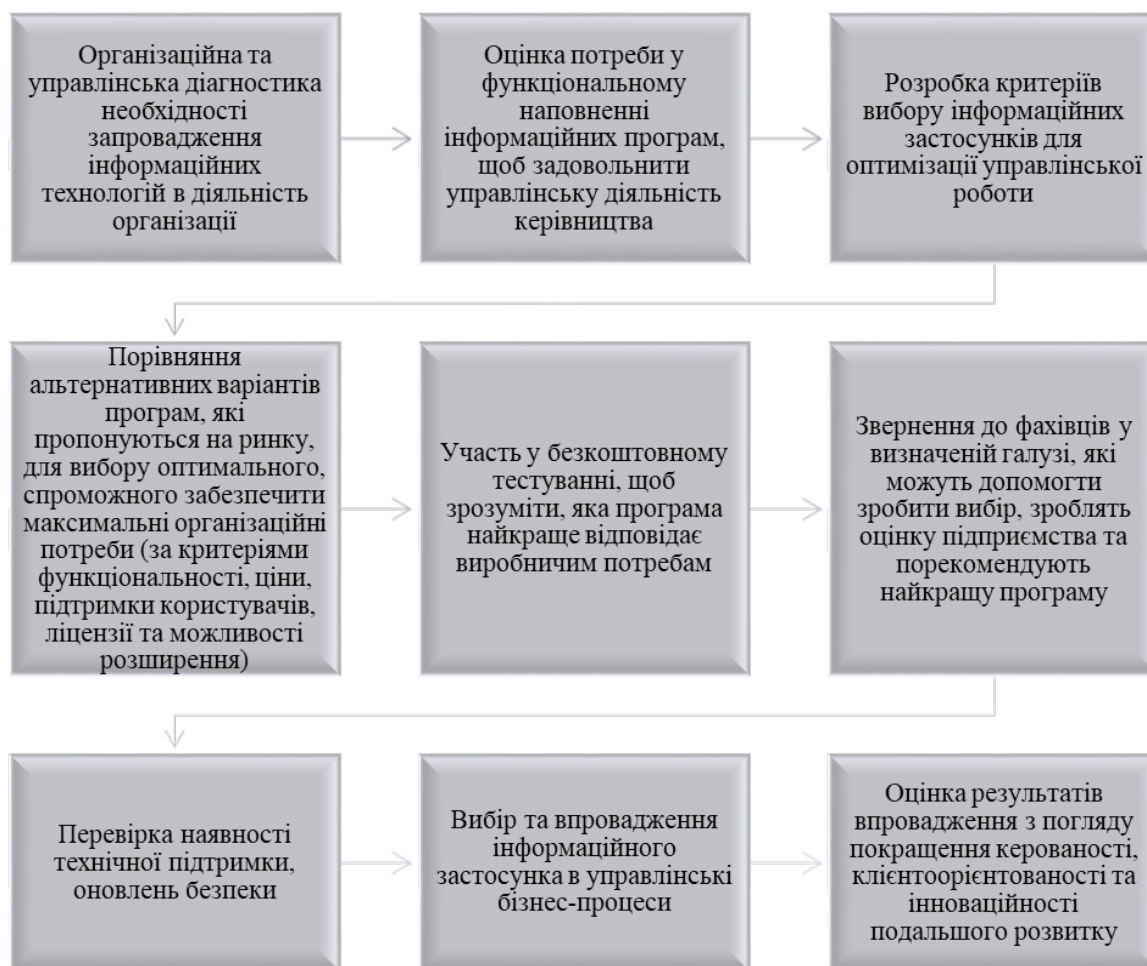 Організаційна та
управлінська діагностика
необхідності
запровадження
інформаційних
технологій в діяльність
організації
Оцінка потреби у
функціональному
наповненні
інформаційних програм,
щоб задовольнити
управлінську діяльність
керівництва
Розробка критеріїв
вибору інформаційних
застосунків для
оптимізації управлінської
роботи
Порівняння
альтернативних варіантів
програм, які
пропонуються на ринку,
для вибору оптимального,
спроможного забезпечити
максимальні організаційні
потреби (за критеріями
функціональності, ціни,
підтримки користувачів,
ліцензії та можливості
розширення)
Участь у безкоштовному
тестуванні, щоб
зрозуміти, яка програма
найкраще відповідає
виробничим потребам
Звернення до фахівців у
визначеній галузі, які
можуть допомогти
зробити вибір, зроблять
оцінку підприємства та
порекомендують
найкращу програму
Перевірка наявності
технічної підтримки,
оновлень безпеки
Вибір та впровадження
інформаційного
застосунка в управлінські
бізнес-процеси
Оцінка результатів
впровадження з погляду
покращення керованості,
клієнтоорієнтованості та
інноваційності
подальшого розвитку